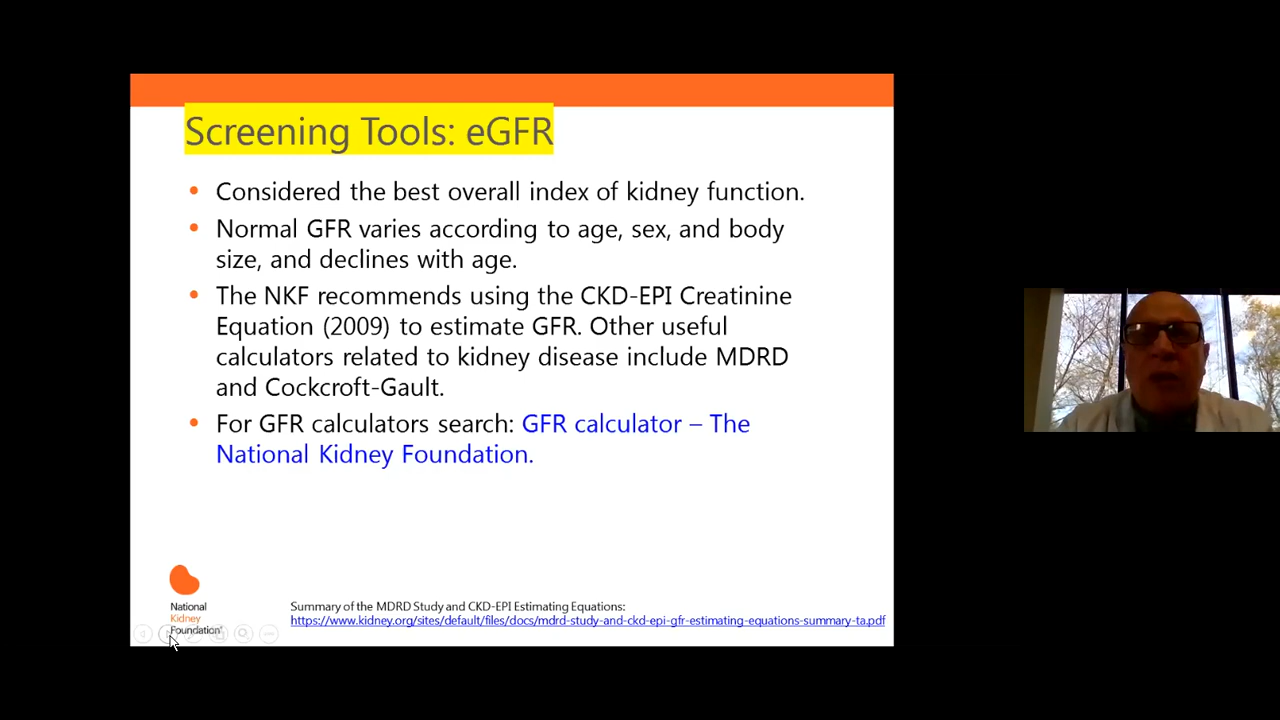 Screening Tools: eGFR
• Considered the best overall index of kidney function.
• Normal GFR varies according to age, sex, and body
size, and declines with age.
• The NKF recommends using the CKD-EPI Creatinine
Equation (2009) to estimate GFR. Other useful
calculators related to kidney disease include MDRD
and Cockcroft-Gault.
• For GFR calculators search: GFR calculator – The
National Kidney Foundation.
National
Kidney
Foundation®
Summary of the MDRD Study and CKD-EPI Estimating Equations:
https://www.kidney.org/sites/default/files/docs/mdrd-study-and-ckd-epi-gfr-estimating-equations-summary-ta.pdf